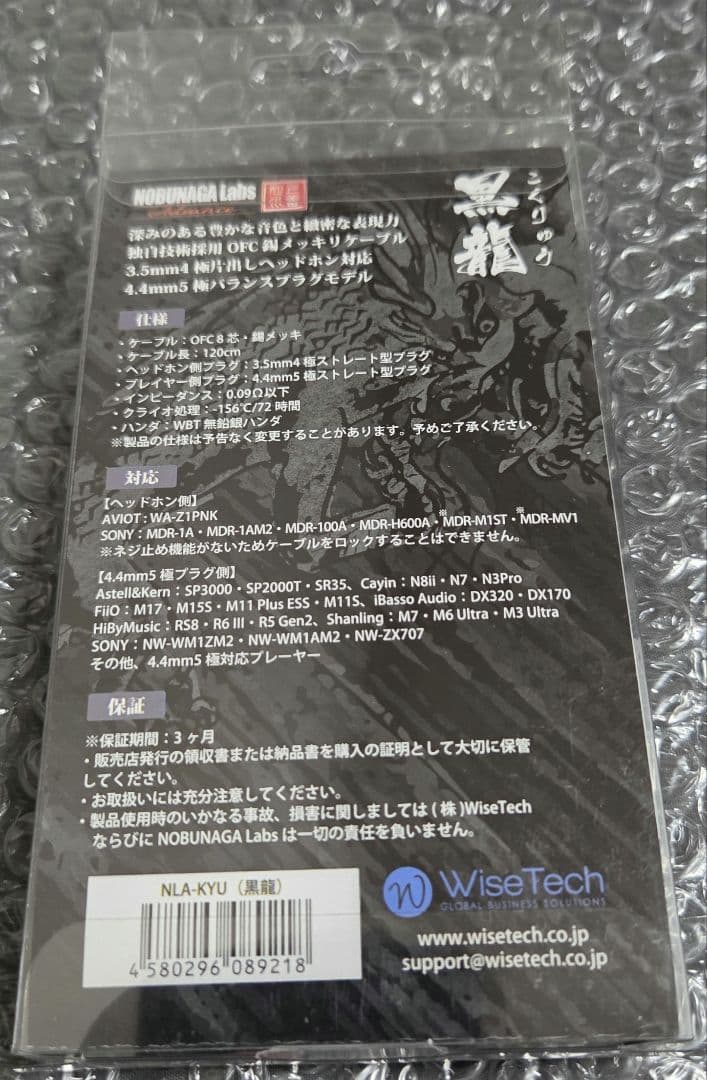 NOBUNAGA Labs
Advance
黒龍
こくりゅう
深みのある豊かな音色と緻密な表現力
独自技術採用 OFC 錫メッキリケーブル
3.5mm4 極片出しヘッドホン対応
4.4mm5 極バランスプラグモデル
仕様
・ケーブル：OFC 8 芯・錫メッキ
・ケーブル長：120cm
・ヘッドホン側プラグ：3.5mm4 極ストレート型プラグ
・プレイヤー側プラグ：4.4mm5 極ストレート型プラグ
・インピーダンス：0.09Ω以下
・クライオ処理：-156℃/72 時間
・ハンダ：WBT 無鉛銀ハンダ
※製品の仕様は予告なく変更することがあります。予めご了承ください。
対応
【ヘッドホン側】
AVIOT : WA-Z1PNK
SONY：MDR-1A・MDR-1AM2・MDR-100A・MDR-H600A・※MDR-M1ST・※MDR-MV1
※ネジ止め機能がないためケーブルをロックすることはできません。
【4.4mm5 極プラグ側】
Astell&Kern：SP3000・SP2000T・SR35、Cayin：N8ii・N7・N3Pro
FiiO：M17・M15S・M11 Plus ESS・M11S、iBasso Audio：DX320・DX170
HiByMusic：RS8・R6 III・R5 Gen2、Shanling：M7・M6 Ultra・M3 Ultra
SONY：NW-WM1ZM2・NW-WM1AM2・NW-ZX707
その他、4.4mm5 極対応プレーヤー
保証
※保証期間：3 ヶ月
・販売店発行の領収書または納品書を購入の証明として大切に保管
してください。
・お取扱いには充分注意してください。
・製品使用時のいかなる事故、損害に関しましては ( 株 )WiseTech
ならびに NOBUNAGA Labs は一切の責任を負いません。
NLA-KYU（黒龍）
4 580296 089218
WiseTech
GLOBAL BUSINESS SOLUTIONS
www.wisetech.co.jp
support@wisetech.co.jp